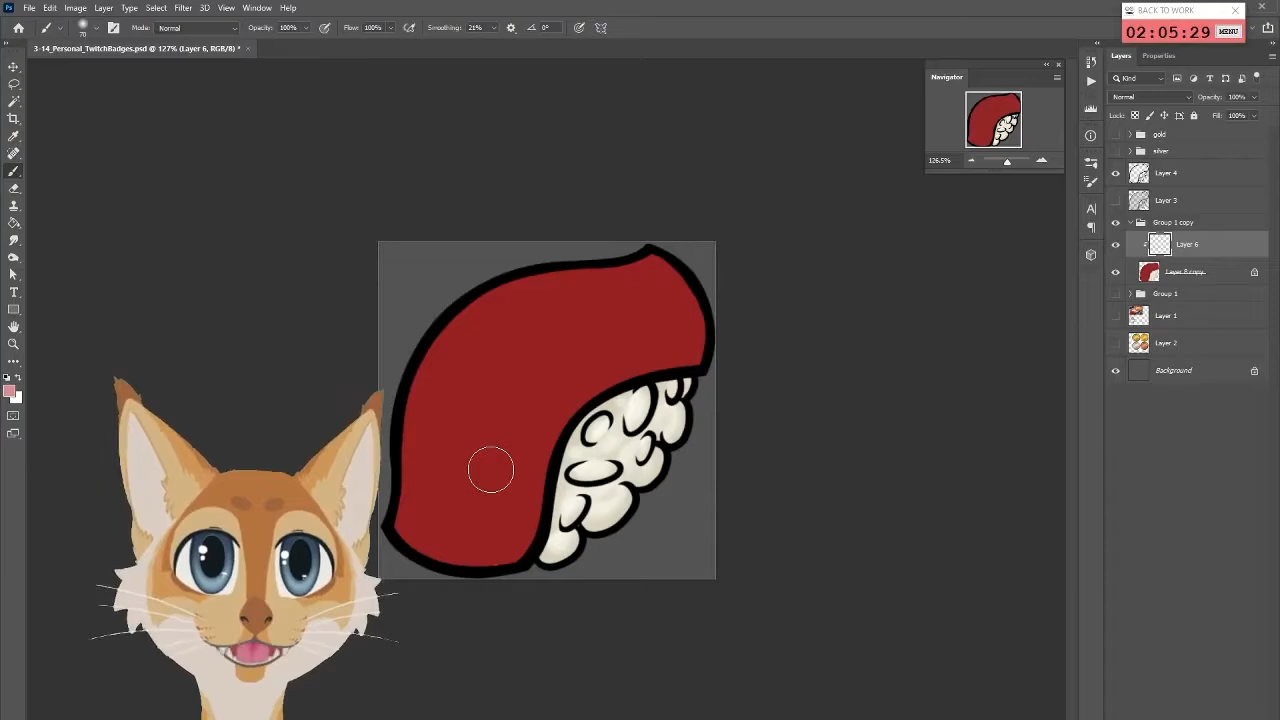 Ps File Edit Image Layer Type Select Filter 3D View Window Help
BACK TO WORK
02:05:29 MENU
70 Mode: Normal Opacity: 100% Flow: 100% Smoothing: 21% 0°
3-14_Personal_TwitchBadges.psd @ 127% (Layer 6, RGB/8) *
Layers Properties
Navigator
Kind
Normal Opacity: 100%
Lock: Fill: 100%
gold
silver
126.5%
Layer 4
Layer 3
Group 1 copy
Layer 6
Layer 8 copy
Group 1
Layer 1
Layer 2
Background